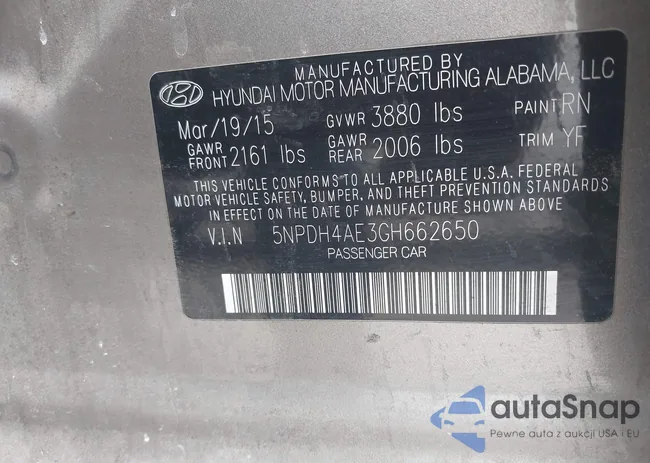 MANUFACTURED BY
HYUNDAI MOTOR MANUFACTURING ALABAMA, LLC
Mar/19/15 GVWR 3880 lbs PAINT RN
GAWR FRONT 2161 lbs GAWR REAR 2006 lbs TRIM YF
THIS VEHICLE CONFORMS TO ALL APPLICABLE U.S.A. FEDERAL
MOTOR VEHICLE SAFETY, BUMPER, AND THEFT PREVENTION STANDARDS
IN EFFECT ON THE DATE OF MANUFACTURE SHOWN ABOVE
V.I.N 5NPDH4AE3GH662650
PASSENGER CAR
autaSnap
Pewne auta z aukcji USA i EU